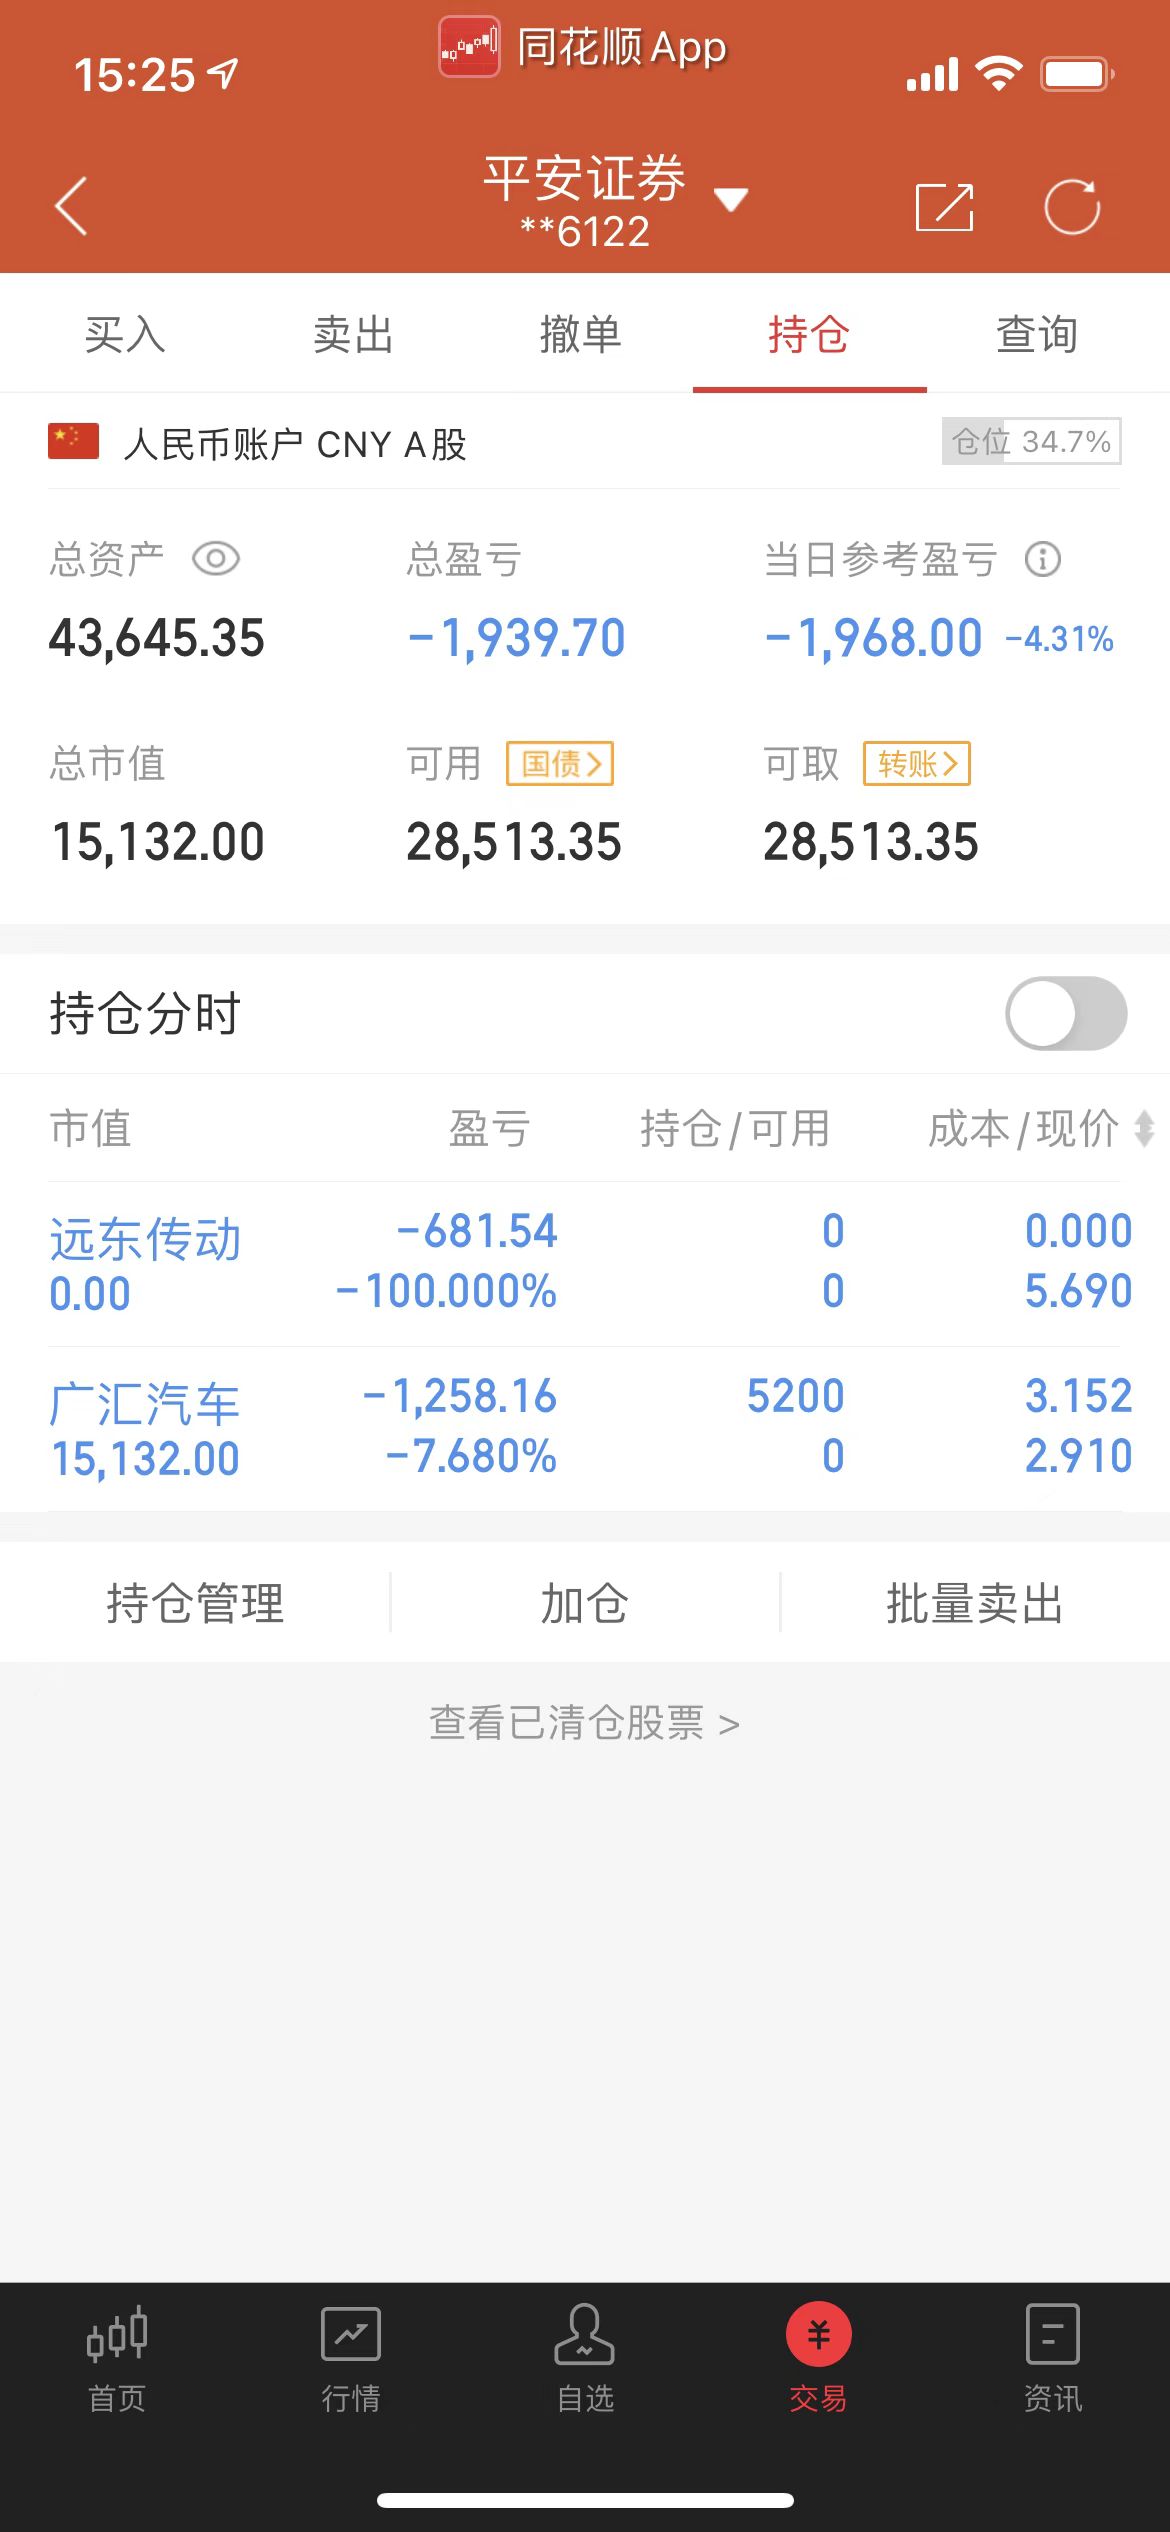 同花顺App
15:25
平安证券
**6122
买入 卖出 撤单 持仓 查询
人民币账户 CNY A股 仓位 34.7%
总资产 总盈亏 当日参考盈亏
43,645.35 -1,939.70 -1,968.00 -4.31%
总市值 可用 国债> 可取 转账>
15,132.00 28,513.35 28,513.35
持仓分时
市值 盈亏 持仓/可用 成本/现价
远东传动 -681.54 0 0.000
0.00 -100.000% 0 5.690
广汇汽车 -1,258.16 5200 3.152
15,132.00 -7.680% 0 2.910
持仓管理 加仓 批量卖出
查看已清仓股票 >
首页 行情 自选 交易 资讯